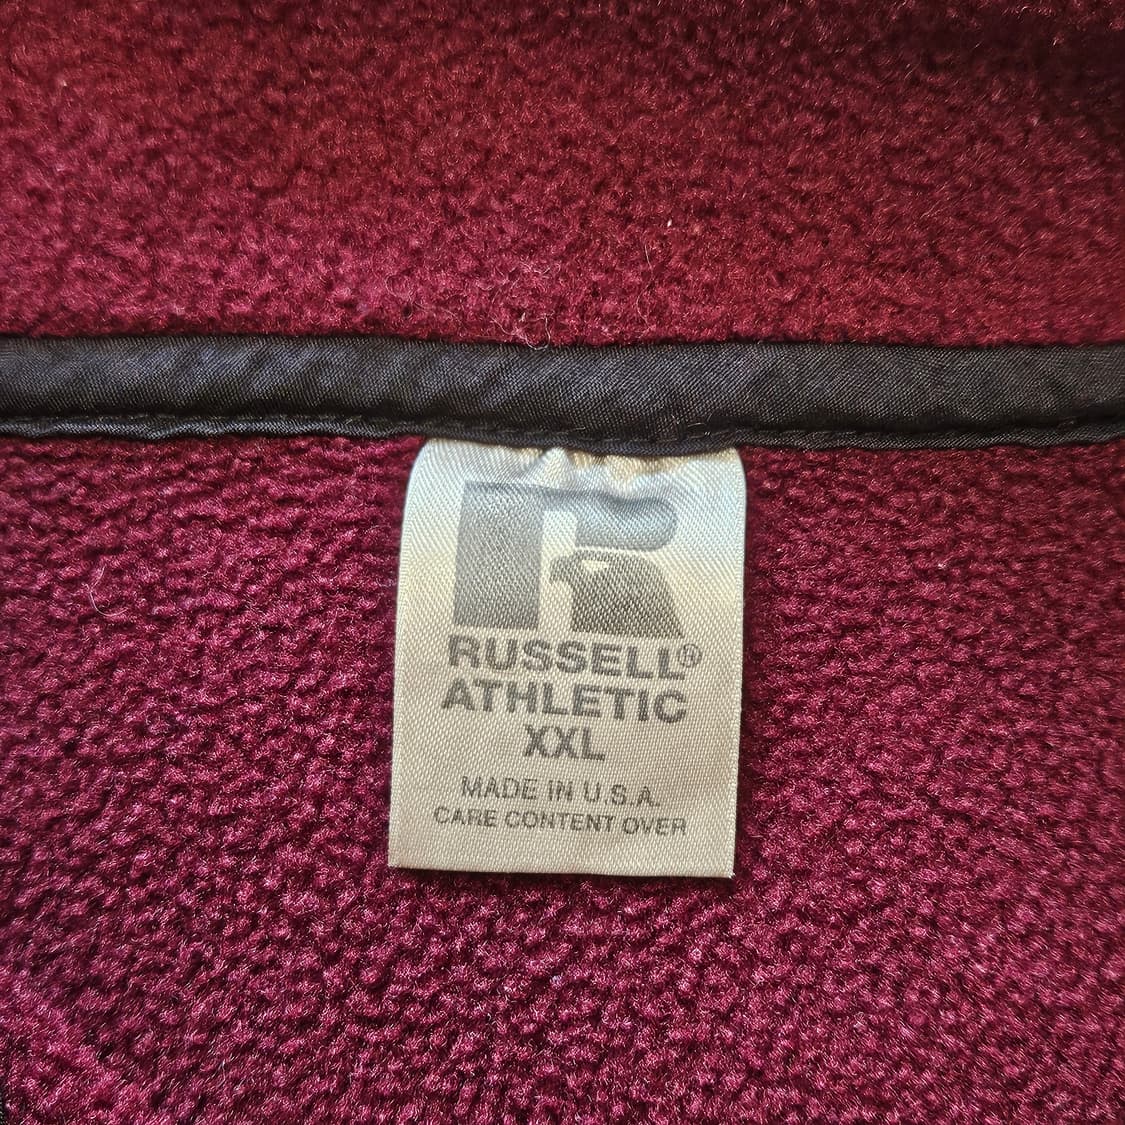 RUSSELL®
ATHLETIC
XXL
MADE IN U.S.A.
CARE CONTENT OVER